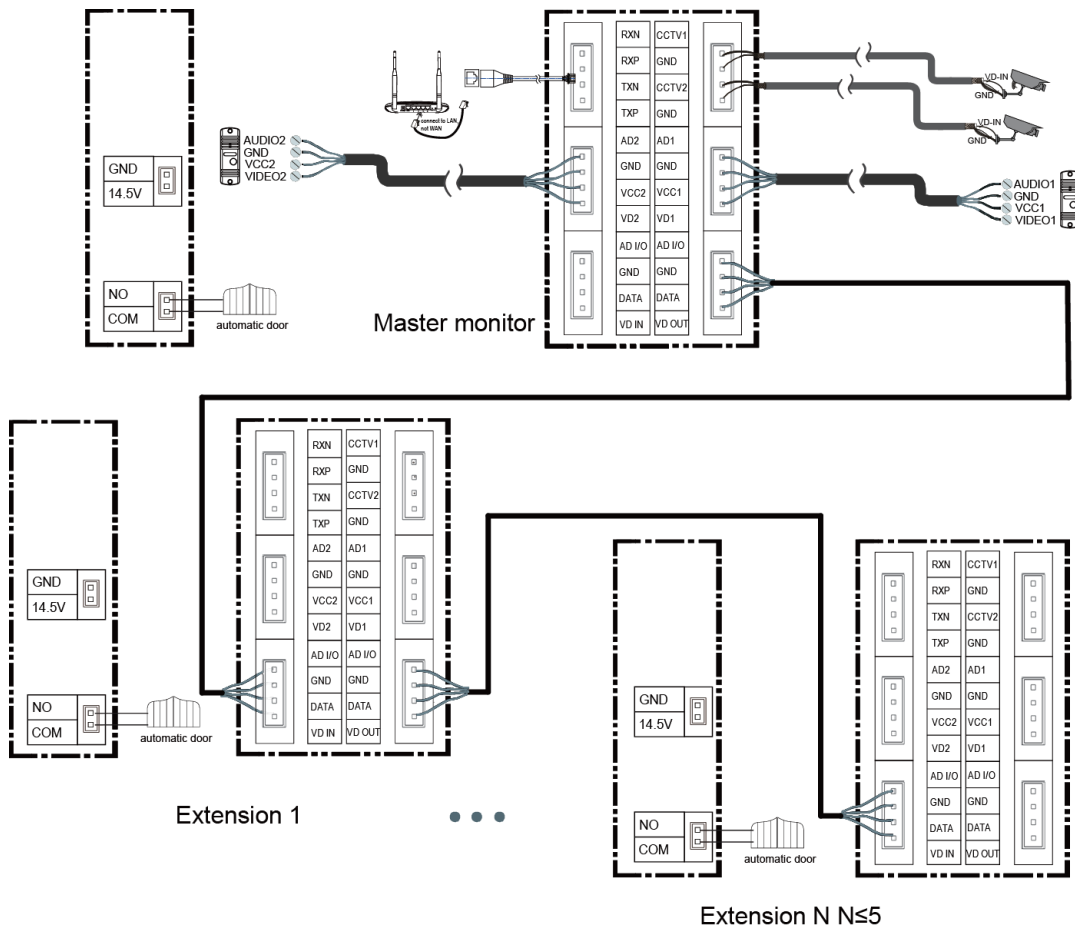 RXN CCTV1
RXP GND
TXN CCTV2
TXP GND
AD2 AD1
GND GND
VCC2 VCC1
VD2 VD1
AD I/O AD I/O
GND GND
DATA DATA
VD IN VD OUT
connect to LAN,
not WAN
VD-IN
GND
VD-IN
GND
AUDIO2
GND
VCC2
VIDEO2
AUDIO1
GND
VCC1
VIDEO1
GND
14.5V
NO
COM
automatic door
Master monitor
RXN CCTV1
RXP GND
TXN CCTV2
TXP GND
AD2 AD1
GND GND
VCC2 VCC1
VD2 VD1
AD I/O AD I/O
GND GND
DATA DATA
VD IN VD OUT
GND
14.5V
NO
COM
automatic door
Extension 1
RXN CCTV1
RXP GND
TXN CCTV2
TXP GND
AD2 AD1
GND GND
VCC2 VCC1
VD2 VD1
AD I/O AD I/O
GND GND
DATA DATA
VD IN VD OUT
GND
14.5V
NO
COM
automatic door
Extension N N≤5